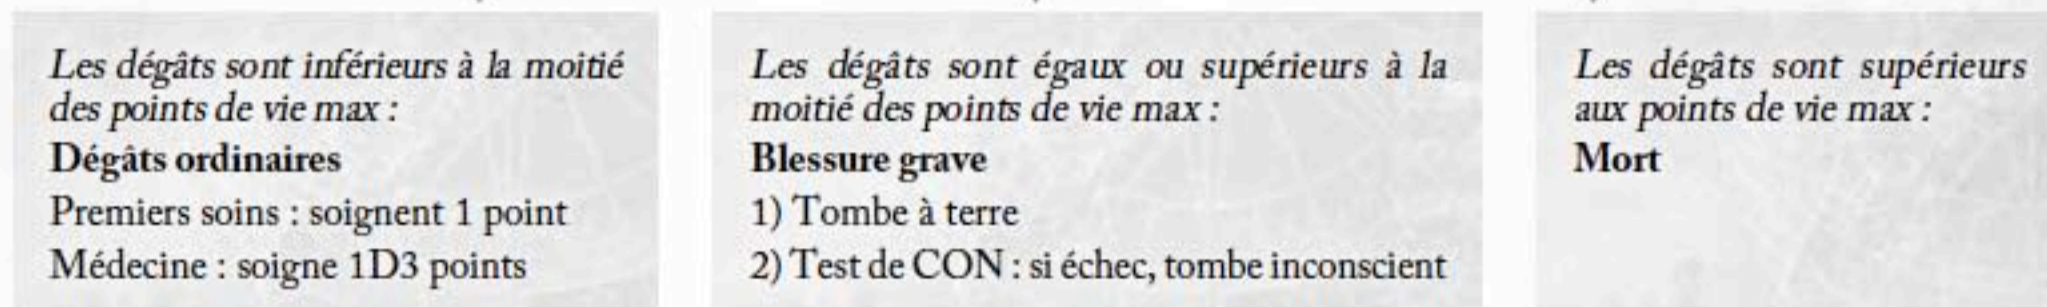 Les dégâts sont inférieurs à la moitié
des points de vie max :
Dégâts ordinaires
Premiers soins : soignent 1 point
Médecine : soigne 1D3 points
Les dégâts sont égaux ou supérieurs à la
moitié des points de vie max :
Blessure grave
1) Tombe à terre
2) Test de CON : si échec, tombe inconscient
Les dégâts sont supérieurs
aux points de vie max :
Mort